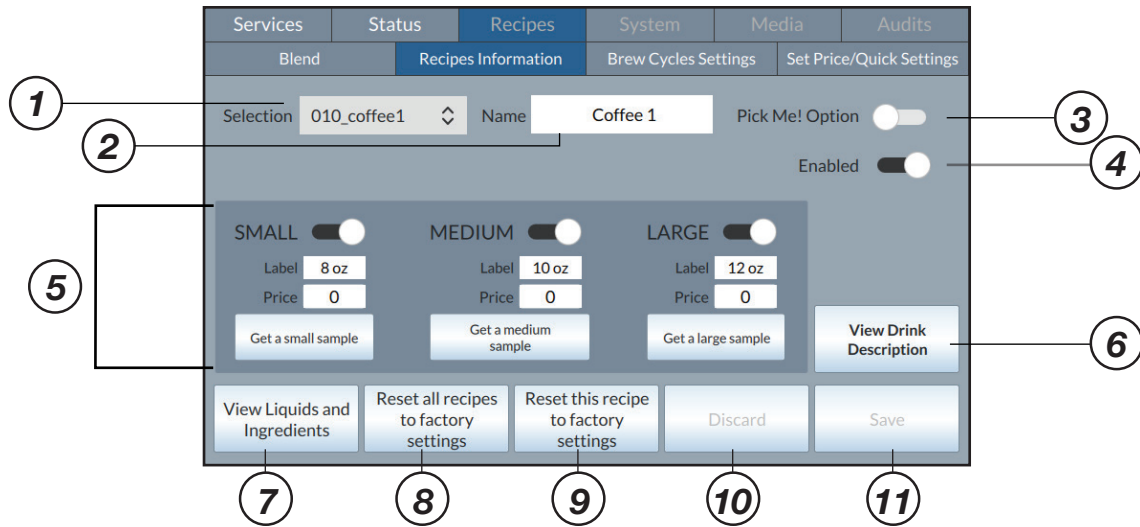 Services Status Recipes System Media Audits
Blend Recipes Information Brew Cycles Settings Set Price/Quick Settings
1
Selection 010_coffee1 Name Coffee 1 Pick Me! Option
3
2
Enabled
4
SMALL MEDIUM LARGE
Label 8 oz Label 10 oz Label 12 oz
5
Price 0 Price 0 Price 0
Get a small sample
Get a medium
sample
Get a large sample
View Drink
Description
6
View Liquids and
Ingredients
Reset all recipes
to factory
settings
Reset this recipe
to factory
settings
Discard
Save
7 8 9 10 11